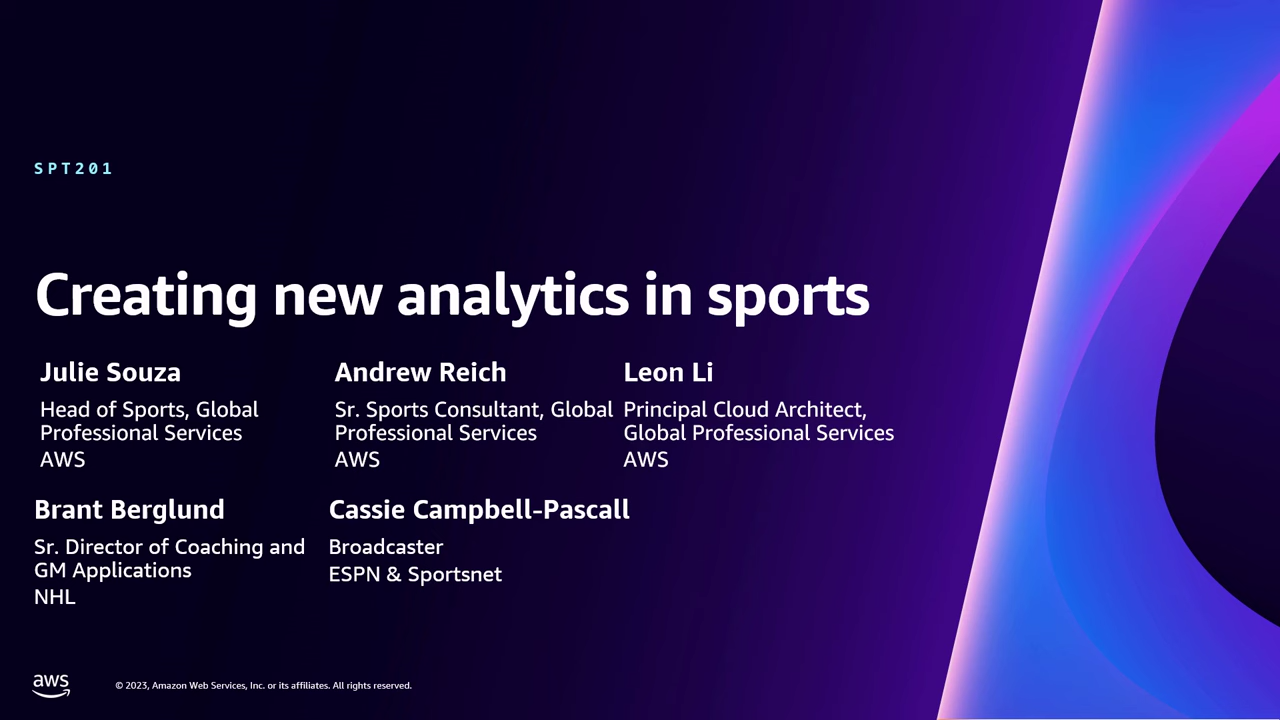 SPT201
Creating new analytics in sports
Julie Souza
Head of Sports, Global
Professional Services
AWS
Andrew Reich
Sr. Sports Consultant, Global
Professional Services
AWS
Leon Li
Principal Cloud Architect,
Global Professional Services
AWS
Brant Berglund
Sr. Director of Coaching and
GM Applications
NHL
Cassie Campbell-Pascall
Broadcaster
ESPN & Sportsnet
aws
© 2023, Amazon Web Services, Inc. or its affiliates. All rights reserved.